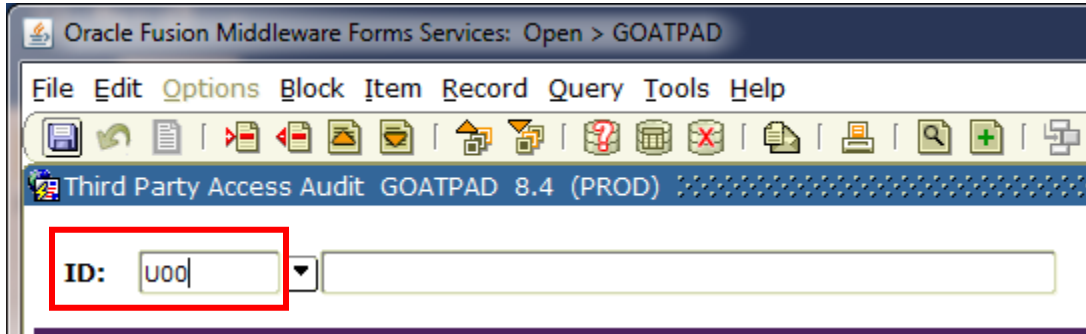 Oracle Fusion Middleware Forms Services: Open > GOATPAD
File Edit Options Block Item Record Query Tools Help
Third Party Access Audit GOATPAD 8.4 (PROD)
ID: U00